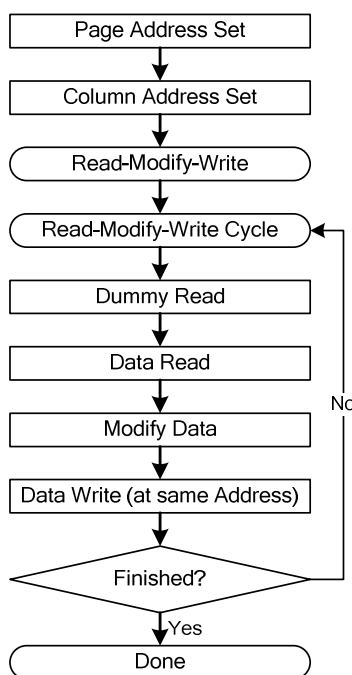 Page Address Set
Column Address Set
Read-Modify-Write
Read-Modify-Write Cycle
Dummy Read
Data Read
No
Modify Data
Data Write (at same Address)
Finished?
Yes
Done